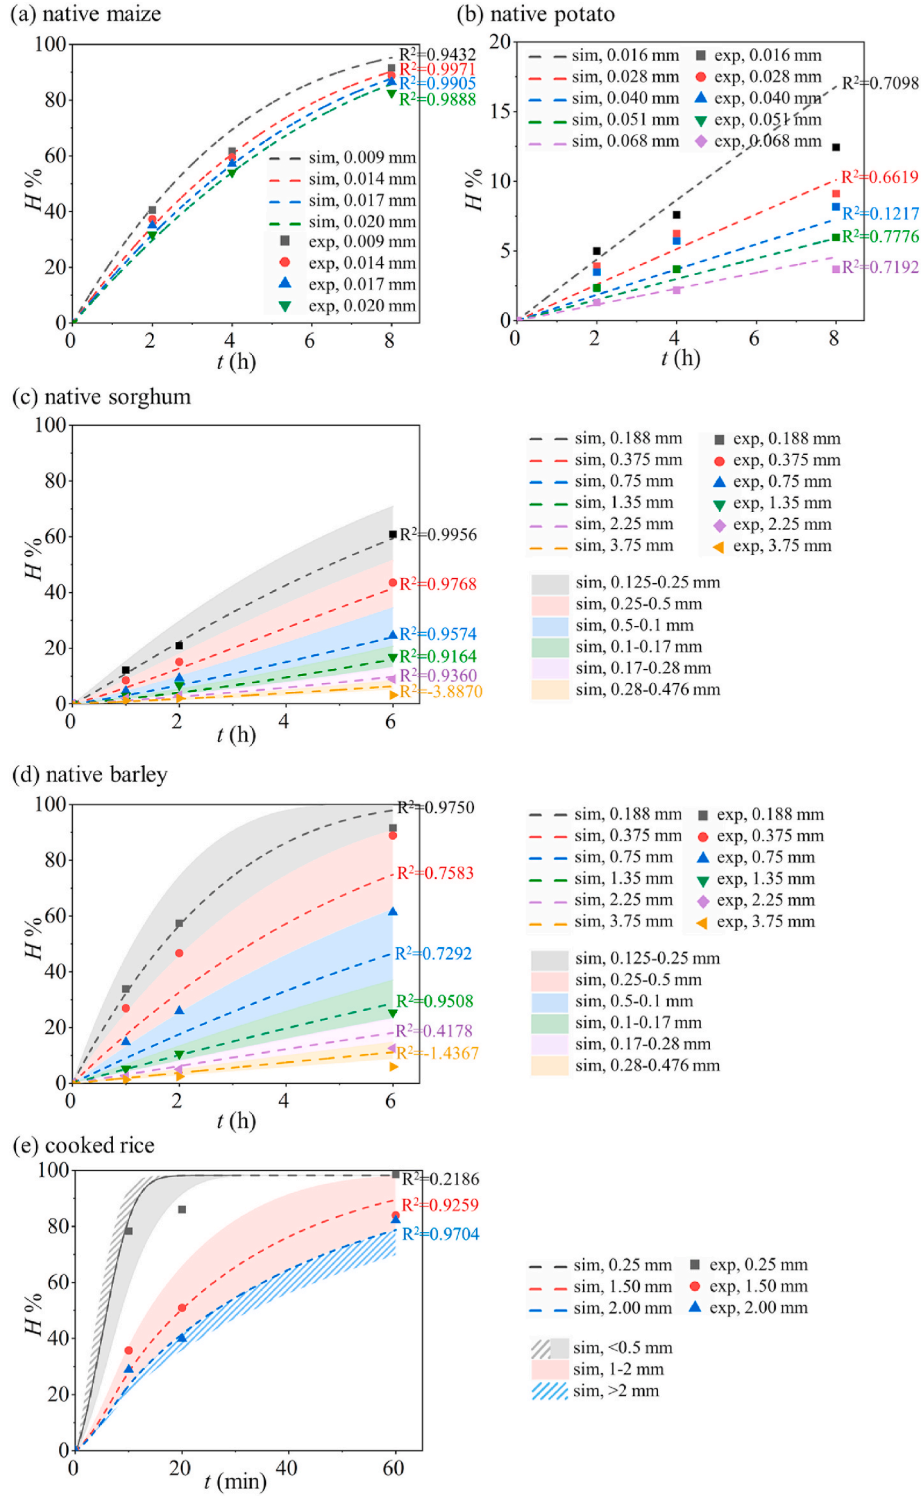 (a) native maize
100
80
60
40
20
0
H %
0 2 4 6 8
t (h)
R²=0.9432
R²=0.9971
R²=0.9905
R²=0.9888
sim, 0.009 mm
sim, 0.014 mm
sim, 0.017 mm
sim, 0.020 mm
exp, 0.009 mm
exp, 0.014 mm
exp, 0.017 mm
exp, 0.020 mm
(b) native potato
20
15
10
5
0
H %
0 2 4 6 8
t (h)
sim, 0.016 mm exp, 0.016 mm
sim, 0.028 mm exp, 0.028 mm
sim, 0.040 mm exp, 0.040 mm
sim, 0.051 mm exp, 0.051 mm
sim, 0.068 mm exp, 0.068 mm
R²=0.7098
R²=0.6619
R²=0.1217
R²=0.7776
R²=0.7192
(c) native sorghum
100
80
60
40
20
0
H %
0 2 4 6
t (h)
R²=0.9956
R²=0.9768
R²=0.9574
R²=0.9164
R²=0.9360
R²=-3.8870
sim, 0.188 mm exp, 0.188 mm
sim, 0.375 mm exp, 0.375 mm
sim, 0.75 mm exp, 0.75 mm
sim, 1.35 mm exp, 1.35 mm
sim, 2.25 mm exp, 2.25 mm
sim, 3.75 mm exp, 3.75 mm
sim, 0.125-0.25 mm
sim, 0.25-0.5 mm
sim, 0.5-0.1 mm
sim, 0.1-0.17 mm
sim, 0.17-0.28 mm
sim, 0.28-0.476 mm
(d) native barley
100
80
60
40
20
0
H %
0 2 4 6
t (h)
R²=0.9750
R²=0.7583
R²=0.7292
R²=0.9508
R²=0.4178
R²=-1.4367
sim, 0.188 mm exp, 0.188 mm
sim, 0.375 mm exp, 0.375 mm
sim, 0.75 mm exp, 0.75 mm
sim, 1.35 mm exp, 1.35 mm
sim, 2.25 mm exp, 2.25 mm
sim, 3.75 mm exp, 3.75 mm
sim, 0.125-0.25 mm
sim, 0.25-0.5 mm
sim, 0.5-0.1 mm
sim, 0.1-0.17 mm
sim, 0.17-0.28 mm
sim, 0.28-0.476 mm
(e) cooked rice
100
80
60
40
20
0
H %
0 20 40 60
t (min)
R²=0.2186
R²=0.9259
R²=0.9704
sim, 0.25 mm exp, 0.25 mm
sim, 1.50 mm exp, 1.50 mm
sim, 2.00 mm exp, 2.00 mm
sim, <0.5 mm
sim, 1-2 mm
sim, >2 mm